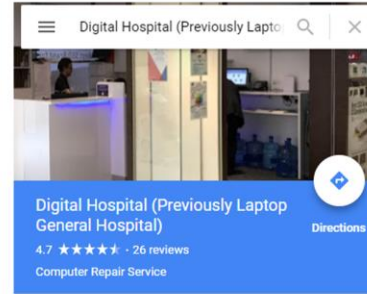 Digital Hospital (Previously Lapto
Digital Hospital (Previously Laptop
General Hospital)
Directions
4.7 ★★★★★ - 26 reviews
Computer Repair Service